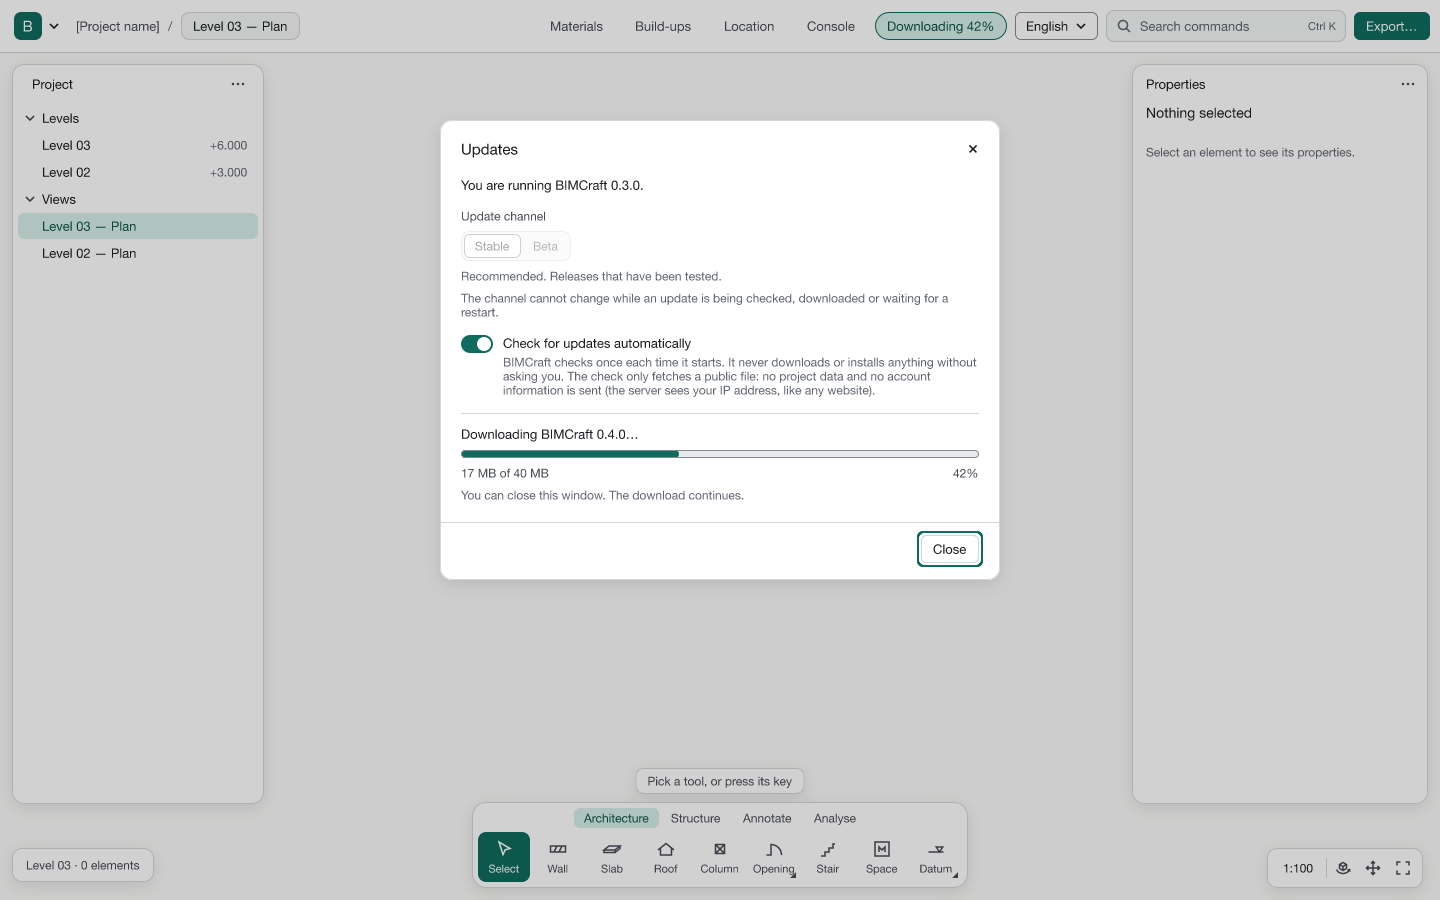 B
[Project name] /
Level 03 — Plan
Materials
Build-ups
Location
Console
Downloading 42%
English
Search commands
Ctrl K
Export...
Project
Levels
Level 03 +6.000
Level 02 +3.000
Views
Level 03 — Plan
Level 02 — Plan
Updates
You are running BIMCraft 0.3.0.
Update channel
Stable Beta
Recommended. Releases that have been tested.
The channel cannot change while an update is being checked, downloaded or waiting for a
restart.
Check for updates automatically
BIMCraft checks once each time it starts. It never downloads or installs anything without
asking you. The check only fetches a public file: no project data and no account
information is sent (the server sees your IP address, like any website).
Downloading BIMCraft 0.4.0…
17 MB of 40 MB 42%
You can close this window. The download continues.
Close
Properties
Nothing selected
Select an element to see its properties.
Pick a tool, or press its key
Architecture Structure Annotate Analyse
Select Wall Slab Roof Column Opening Stair Space Datum
Level 03 · 0 elements
1:100